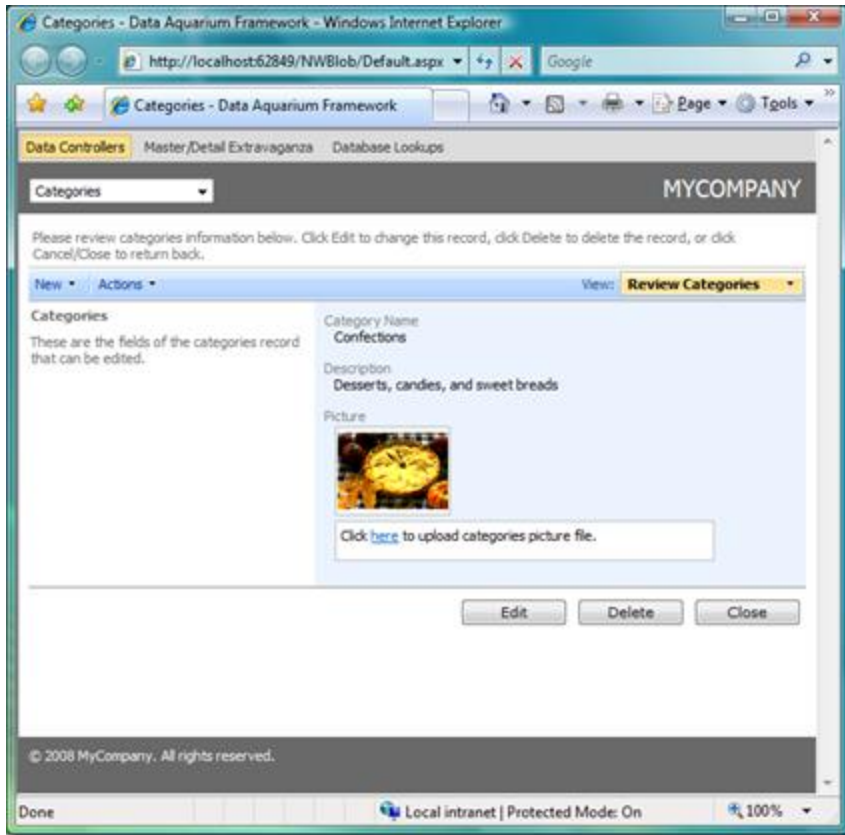 Categories - Data Aquarium Framework - Windows Internet Explorer
http://localhost:62849/NWBlob/Default.aspx
Google
Categories - Data Aquarium Framework
Page
Tools
Data Controllers Master/Detail Extravaganza Database Lookups
Categories
MYCOMPANY
Please review categories information below. Click Edit to change this record, click Delete to delete the record, or click
Cancel/Close to return back.
New Actions View: Review Categories
Categories
These are the fields of the categories record
that can be edited.
Category Name
Confections
Description
Desserts, candies, and sweet breads
Picture
Click here to upload categories picture file.
Edit Delete Close
© 2008 MyCompany. All rights reserved.
Done Local intranet | Protected Mode: On 100%